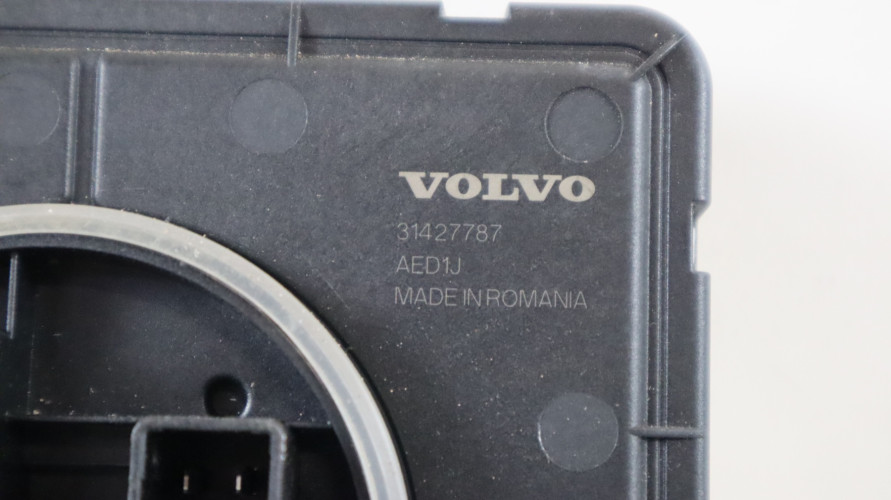 VOLVO
31427787
AED1J
MADE IN ROMANIA